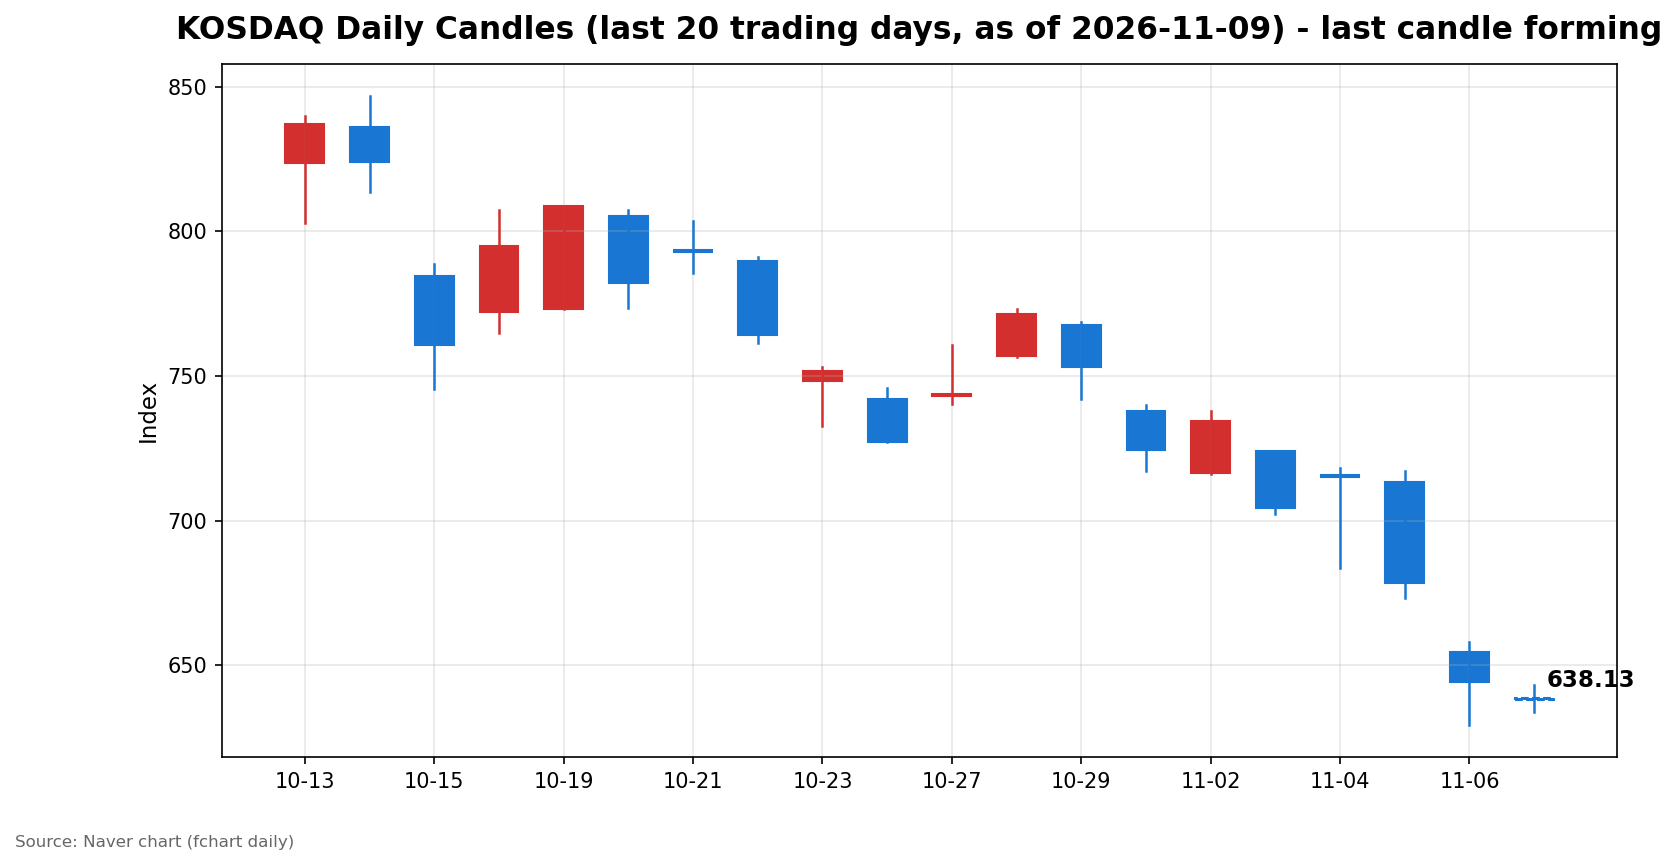 KOSDAQ Daily Candles (last 20 trading days, as of 2026-11-09) - last candle forming
850
800
750
700
650
Index
638.13
10-13 10-15 10-19 10-21 10-23 10-27 10-29 11-02 11-04 11-06
Source: Naver chart (fchart daily)